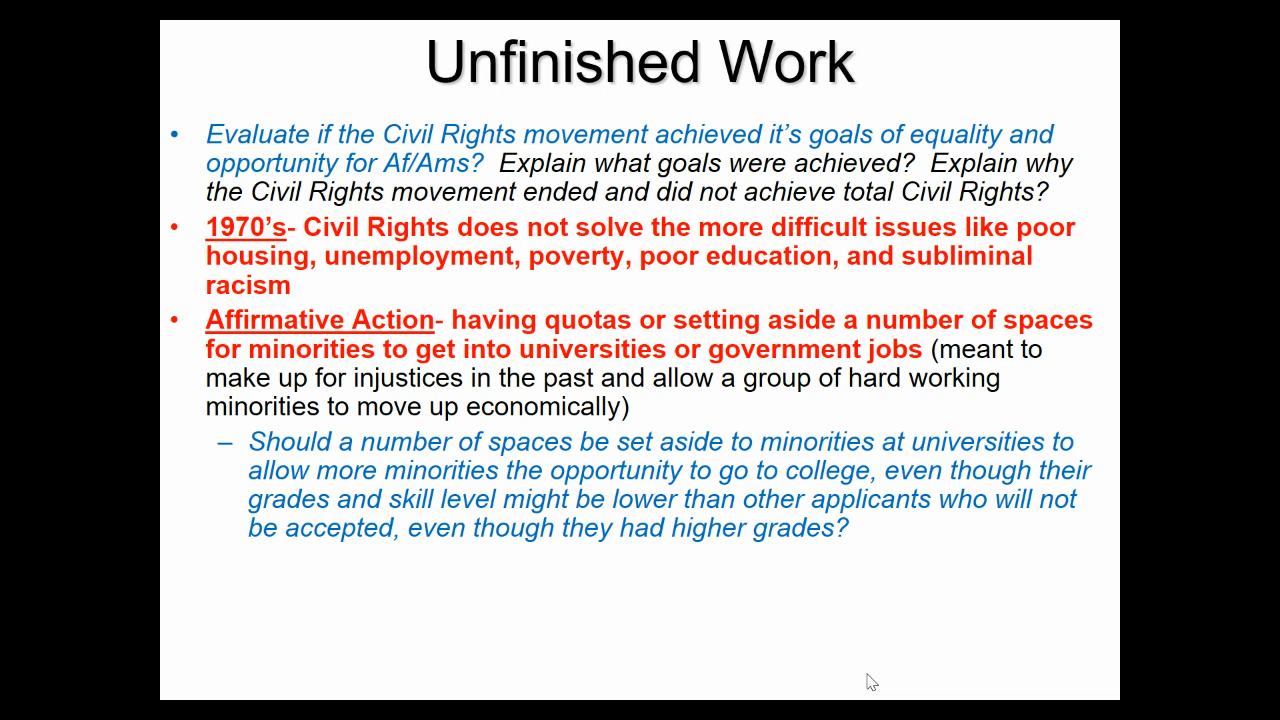 Unfinished Work
• Evaluate if the Civil Rights movement achieved it's goals of equality and
opportunity for Af/Ams? Explain what goals were achieved? Explain why
the Civil Rights movement ended and did not achieve total Civil Rights?
• 1970's- Civil Rights does not solve the more difficult issues like poor
housing, unemployment, poverty, poor education, and subliminal
racism
• Affirmative Action- having quotas or setting aside a number of spaces
for minorities to get into universities or government jobs (meant to
make up for injustices in the past and allow a group of hard working
minorities to move up economically)
– Should a number of spaces be set aside to minorities at universities to
allow more minorities the opportunity to go to college, even though their
grades and skill level might be lower than other applicants who will not
be accepted, even though they had higher grades?